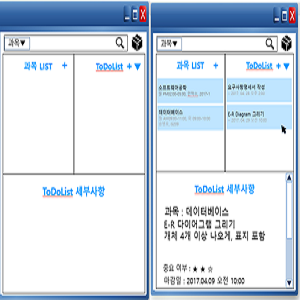 과목▼
과목 LIST +
ToDoList +▼
ToDoList 세부사항
과목▼
과목 LIST +
ToDoList +▼
소프트웨어공학
요구사항명세서 작성
데이터베이스
E-R Diagram 그리기
ToDoList 세부사항
과목 : 데이터베이스
E-R 다이어그램 그리기
개체 4개 이상 나오게, 표지 포함
중요 여부 : ★ ★ ☆
마감일 : 2017.04.09 오전 10:00